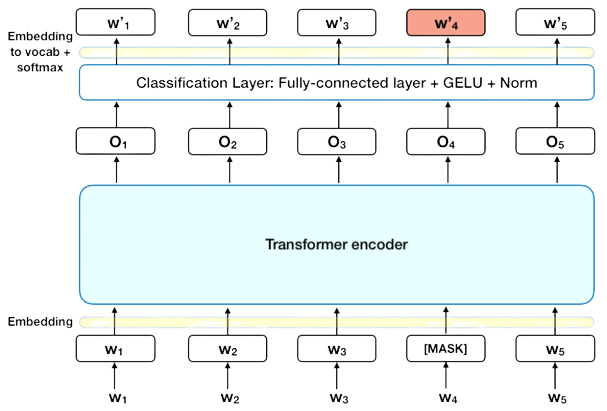 Embedding
to vocab +
softmax
w'1 w'2 w'3 w'4 w'5
Classification Layer: Fully-connected layer + GELU + Norm
O1 O2 O3 O4 O5
Transformer encoder
Embedding
W1 W2 W3 [MASK] W5
W1 W2 W3 W4 W5